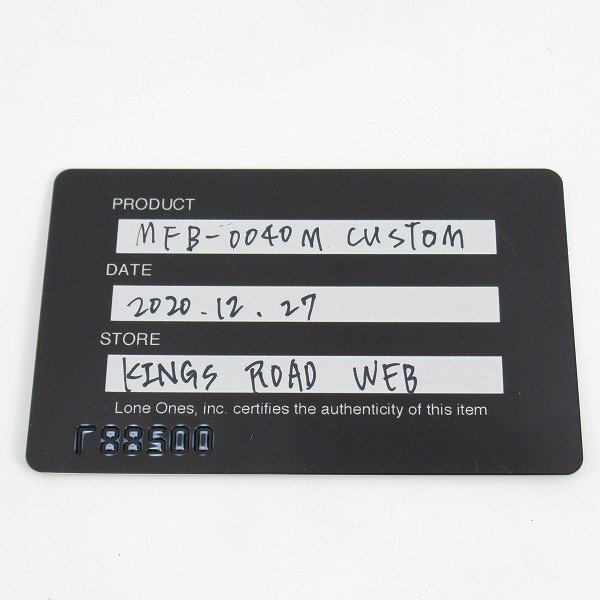 PRODUCT
MFB-0040M CUSTOM
DATE
2020.12.27
STORE
KINGS ROAD WEB
Lone Ones, inc. certifies the authenticity of this item